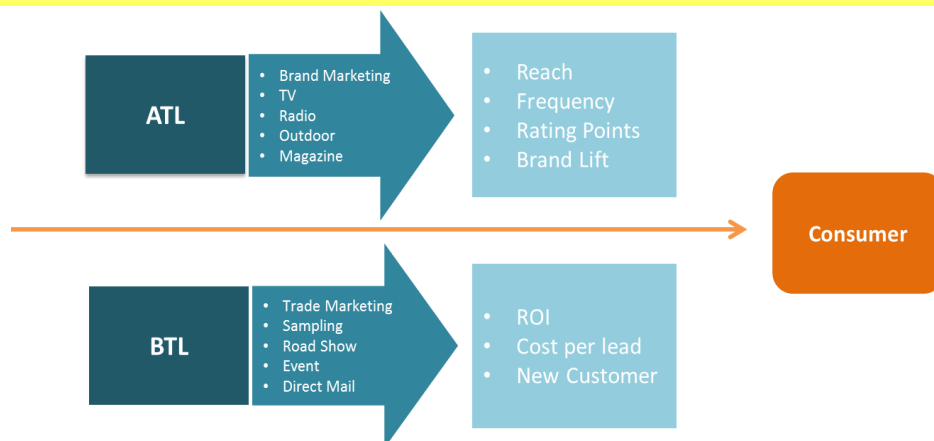 ATL
Brand Marketing
TV
Radio
Outdoor
Magazine
Reach
Frequency
Rating Points
Brand Lift
Consumer
BTL
Trade Marketing
Sampling
Road Show
Event
Direct Mail
ROI
Cost per lead
New Customer